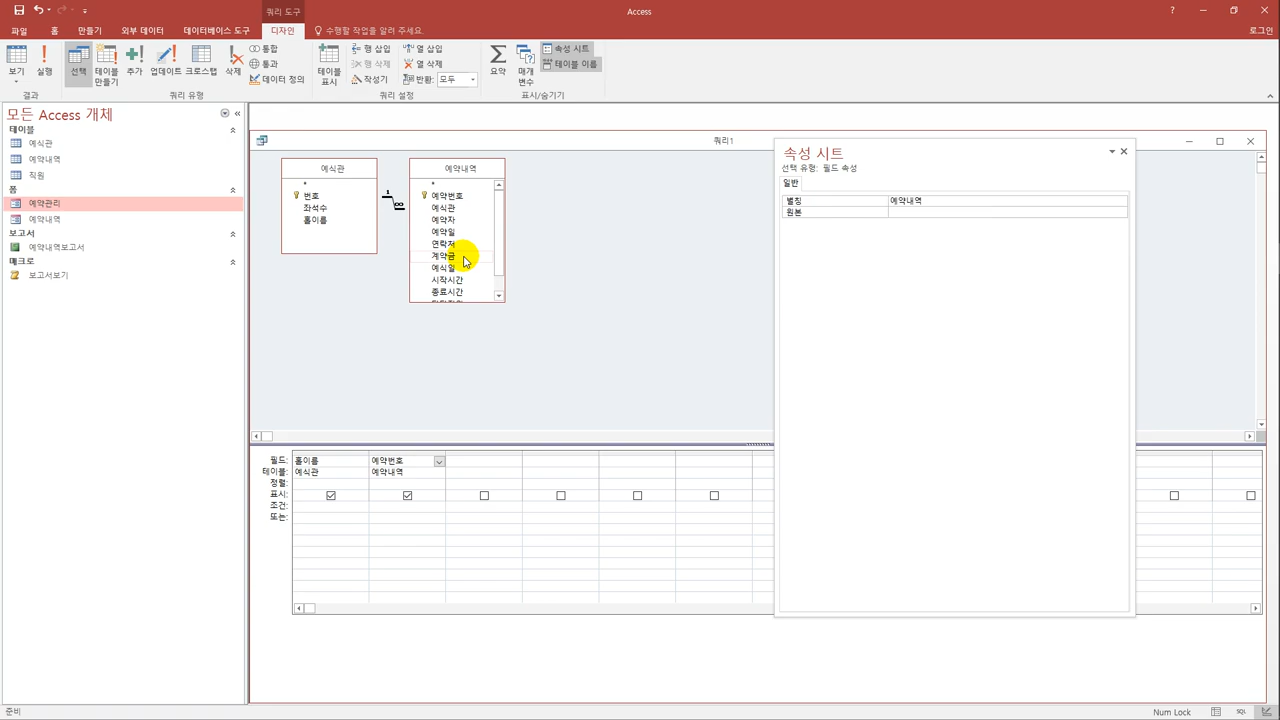 쿼리 도구
Access
로그인
파일
홈
만들기
외부 데이터
데이터베이스 도구
디자인
수행할 작업을 알려 주세요.
보기
실행
선택
테이블
만들기
추가
업데이트
크로스탭
삭제
통합
통과
데이터 정의
테이블
표시
행 삽입
행 삭제
작성기
열 삽입
열 삭제
반환: 모두
요약
매개
변수
속성 시트
테이블 이름
결과
쿼리 유형
쿼리 설정
표시/숨기기
모든 Access 개체
테이블
예식관
예약내역
직원
폼
예약관리
예약내역
보고서
예약내역보고서
매크로
보고서보기
쿼리1
예식관
*
번호
좌석수
홀이름
1
∞
예약내역
*
예약번호
예식관
예약자
예약일
연락처
계약금
예식일
시작시간
종료시간
속성 시트
선택 유형: 필드 속성
일반
별칭 예약내역
원본
필드: 홀이름 예약번호
테이블: 예식관 예약내역
정렬:
표시:
조건:
또는:
준비
Num Lock
SQL